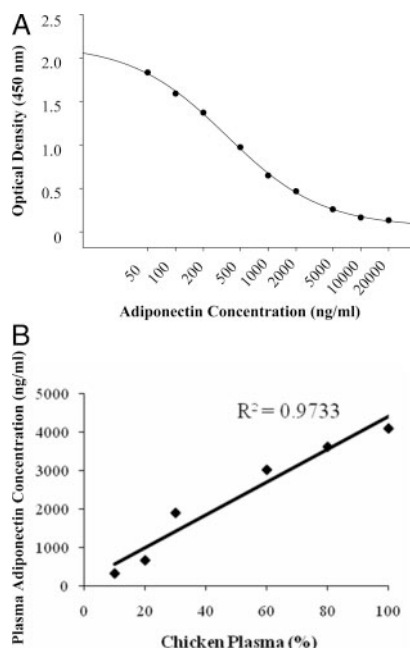 A
Optical Density (450 nm)
2.5
2.0
1.5
1.0
0.5
0
50 100 200 500 1000 2000 5000 10000 20000
Adiponectin Concentration (ng/ml)
B
Plasma Adiponectin Concentration (ng/ml)
R² = 0.9733
5000
4000
3000
2000
1000
0
0 20 40 60 80 100
Chicken Plasma (%)